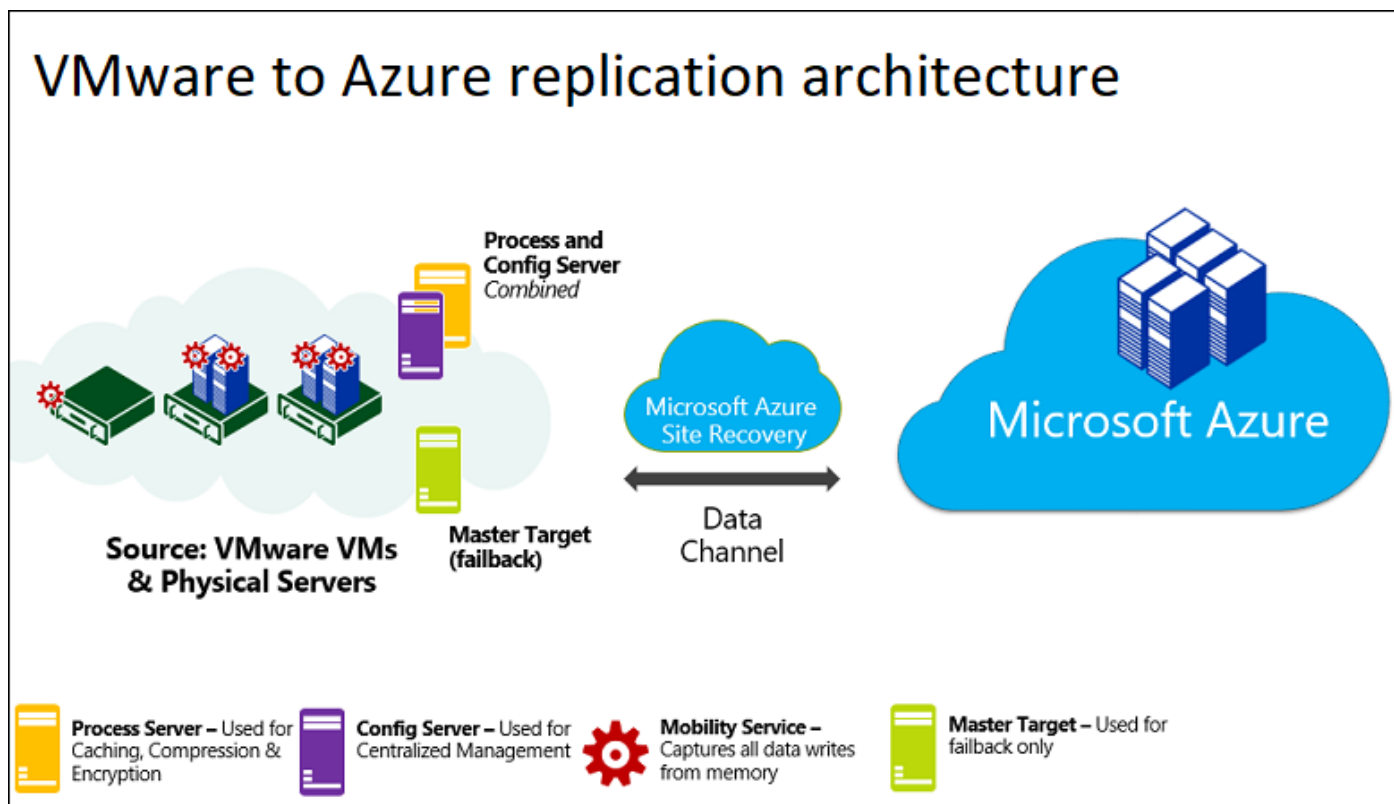 VMware to Azure replication architecture
Process and
Config Server
Combined
Microsoft Azure
Site Recovery
Microsoft Azure
Data
Channel
Master Target
(failback)
Source: VMware VMs
& Physical Servers
Process Server – Used for
Caching, Compression &
Encryption
Config Server – Used for
Centralized Management
Mobility Service –
Captures all data writes
from memory
Master Target – Used for
failback only